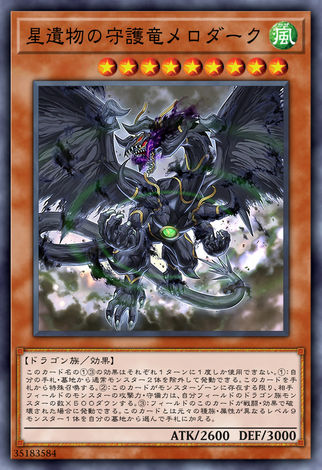 星遺物の守護竜メロダーク
風
【ドラゴン族／効果】
このカード名の①③の効果はそれぞれ1ターンに1度しか使用できない。①：自
分の手札・墓地から通常モンスター2体を除外して発動できる。このカードを手
札から特殊召喚する。②：このカードがモンスターゾーンに存在する限り、相手
フィールドのモンスターの攻撃力・守備力は、自分フィールドのドラゴン族モン
スターの数×500ダウンする。③：フィールドのこのカードが戦闘・効果で破
壊された場合に発動できる。このカードとは元々の種族・属性が異なるレベル9
モンスター1体を自分の墓地から選んで手札に加える。
ATK/2600 DEF/3000
35183584